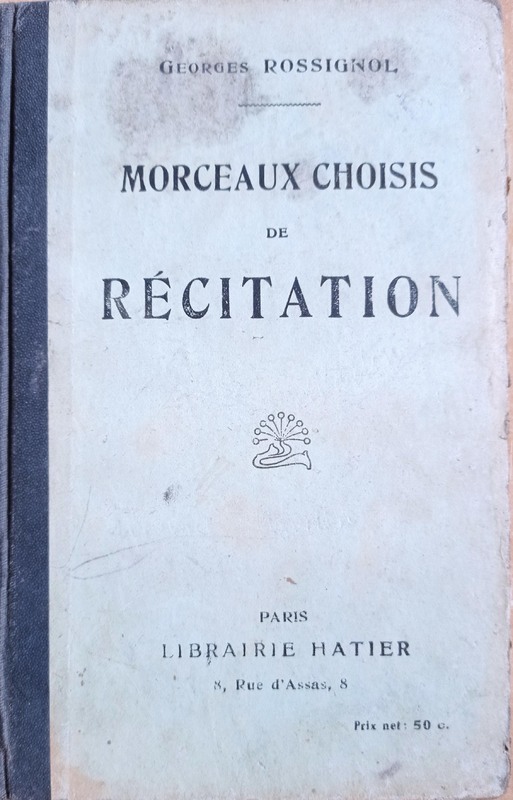 GEORGES ROSSIGNOL
MORCEAUX CHOISIS
DE
RÉCITATION
PARIS
LIBRAIRIE HATIER
8, Rue d'Assas, 8
Prix net: 50 c.